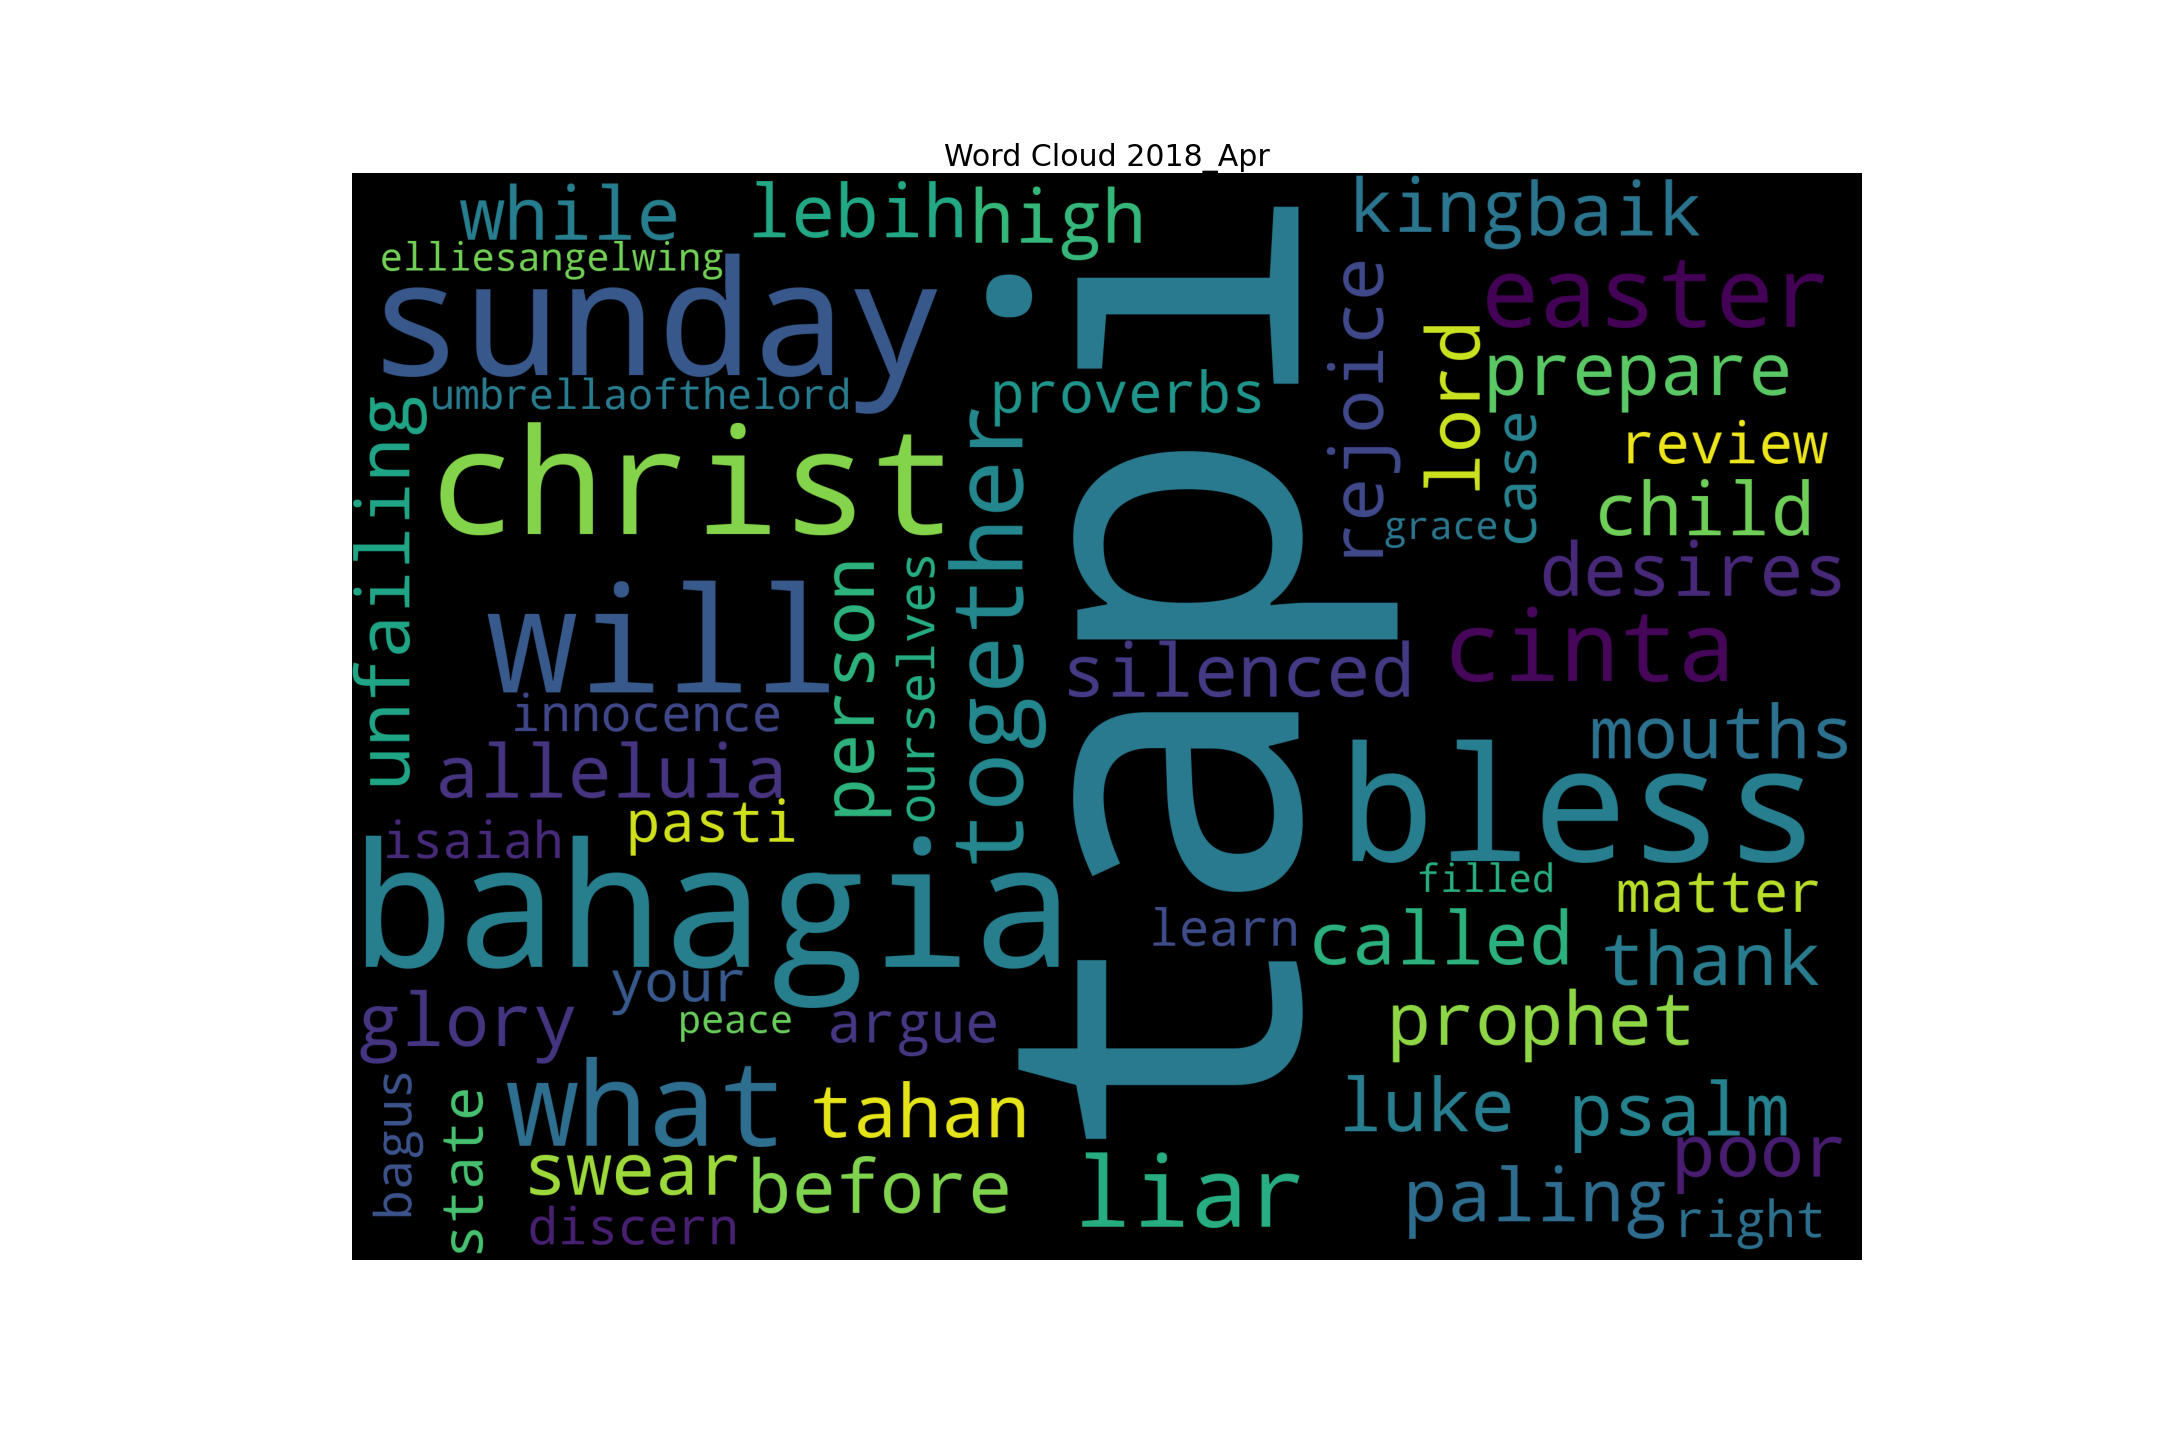 Word Cloud 2018_Apr
while
lebih
high
king
baik
elliesangelwing
sunday
easter
umbrellaofthelord
proverbs
rejoice
lord
prepare
unfailing
christ
together
tapi
case
review
child
grace
desires
will
person
ourselves
silenced
cinta
innocence
mouths
alleluia
bless
pasti
isaiah
bahagia
filled
matter
learn
called
thank
your
glory
peace
argue
prophet
bagus
state
what
tahan
luke
psalm
poor
swear
before
liar
paling
right
discern